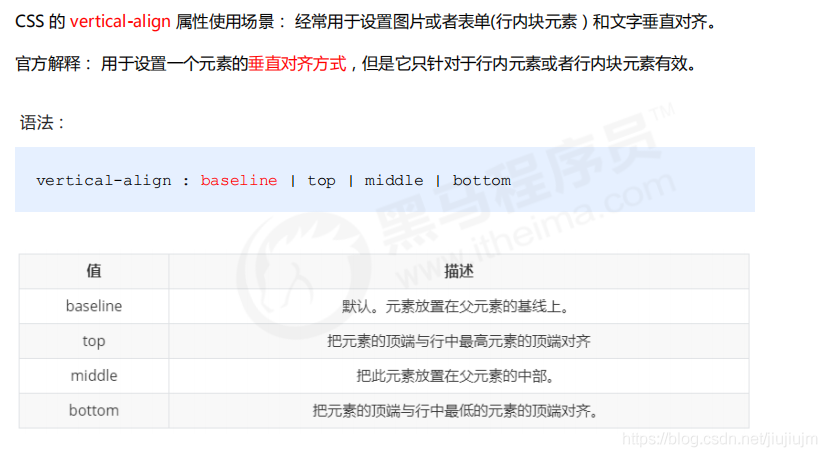 CSS 的 vertical-align 属性使用场景： 经常用于设置图片或者表单(行内块元素）和文字垂直对齐。
官方解释： 用于设置一个元素的垂直对齐方式，但是它只针对于行内元素或者行内块元素有效。
语法：
vertical-align : baseline | top | middle | bottom
值 描述
baseline 默认。元素放置在父元素的基线上。
top 把元素的顶端与行中最高元素的顶端对齐
middle 把此元素放置在父元素的中部。
bottom 把元素的顶端与行中最低的元素的顶端对齐。
黑马程序员™
www.itheima.com
https://blog.csdn.net/jiujiujm